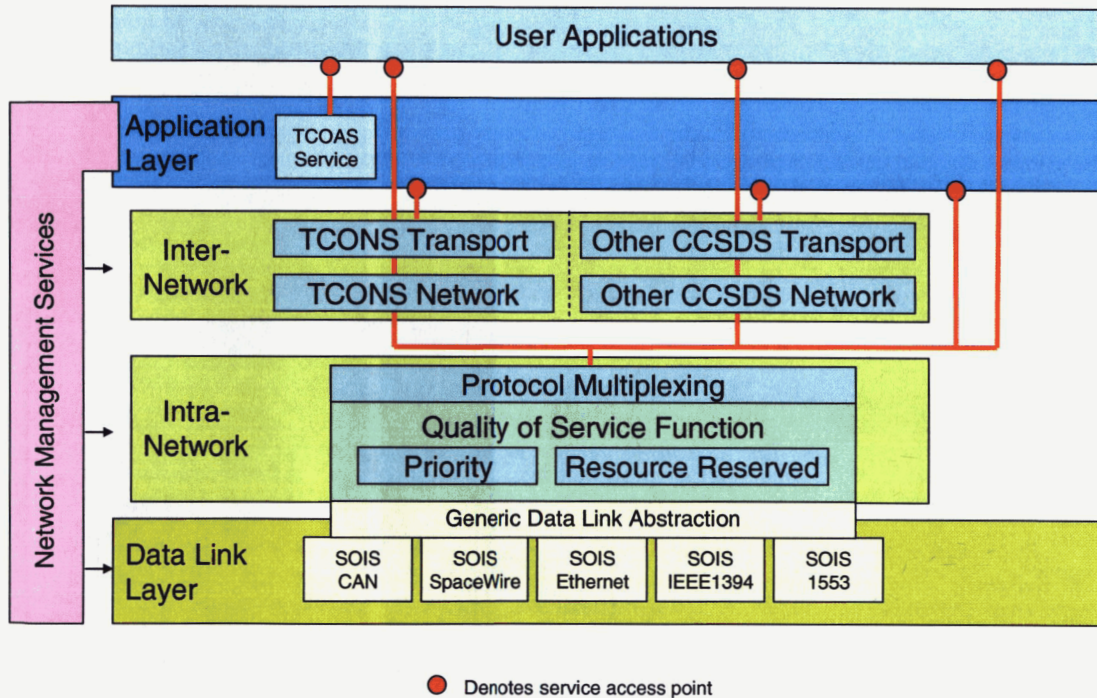 User Applications
Network Management Services
Application
Layer
TCOAS
Service
Inter-
Network
TCONS Transport
Other CCSDS Transport
TCONS Network
Other CCSDS Network
Intra-
Network
Protocol Multiplexing
Quality of Service Function
Priority
Resource Reserved
Generic Data Link Abstraction
Data Link
Layer
SOIS
CAN
SOIS
SpaceWire
SOIS
Ethernet
SOIS
IEEE1394
SOIS
1553
Denotes service access point